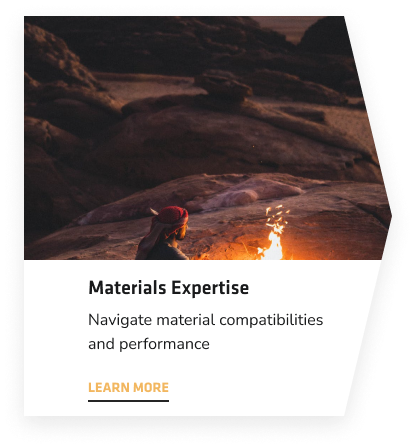 Materials Expertise
Navigate material compatibilities
and performance
LEARN MORE